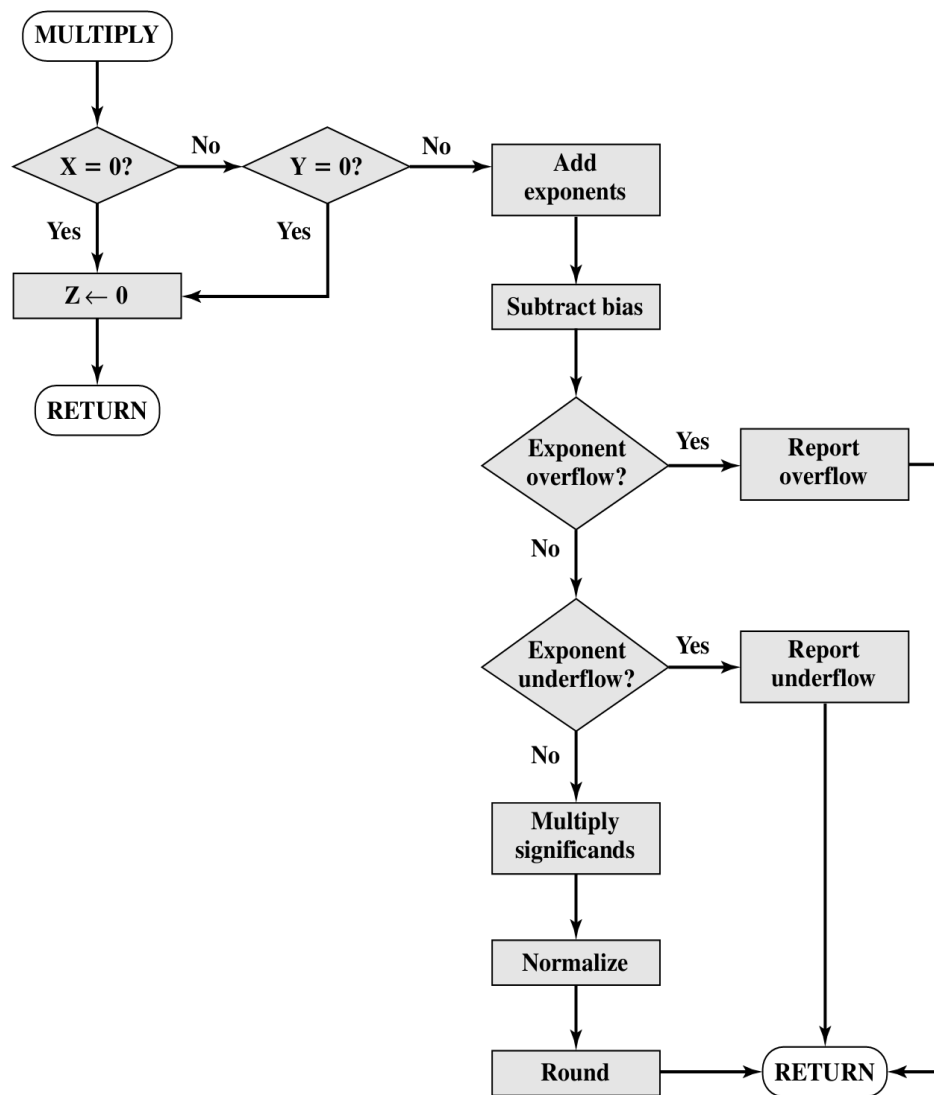 MULTIPLY
X = 0?
No
Y = 0?
No
Add
exponents
Yes
Yes
Z ← 0
Subtract bias
RETURN
Exponent
overflow?
Yes
Report
overflow
No
Exponent
underflow?
Yes
Report
underflow
No
Multiply
significands
Normalize
Round
RETURN